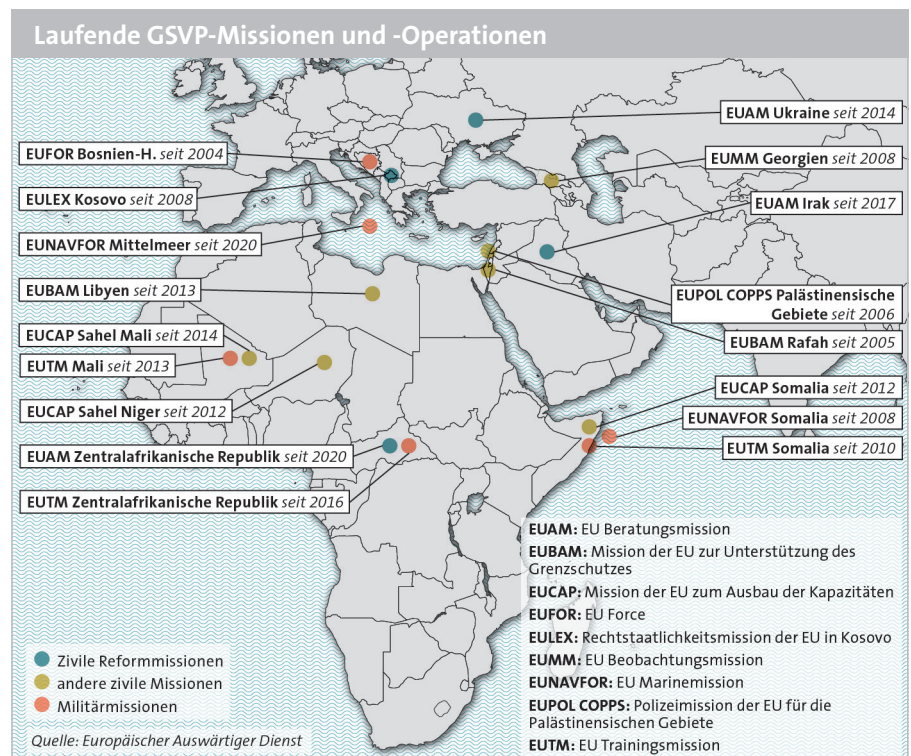 Laufende GSVP-Missionen und -Operationen
EUAM Ukraine seit 2014
EUFOR Bosnien-H. seit 2004
EUMM Georgien seit 2008
EULEX Kosovo seit 2008
EUAM Irak seit 2017
EUNAVFOR Mittelmeer seit 2020
EUBAM Libyen seit 2013
EUPOL COPPS Palästinensische
Gebiete seit 2006
EUCAP Sahel Mali seit 2014
EUBAM Rafah seit 2005
EUTM Mali seit 2013
EUCAP Somalia seit 2012
EUCAP Sahel Niger seit 2012
EUNAVFOR Somalia seit 2008
EUTM Somalia seit 2010
EUAM Zentralafrikanische Republik seit 2020
EUTM Zentralafrikanische Republik seit 2016
EUAM: EU Beratungsmission
EUBAM: Mission der EU zur Unterstützung des
Grenzschutzes
EUCAP: Mission der EU zum Ausbau der Kapazitäten
EUFOR: EU Force
EULEX: Rechtstaatlichkeitsmission der EU in Kosovo
EUMM: EU Beobachtungsmission
EUNAVFOR: EU Marinemission
EUPOL COPPS: Polizeimission der EU für die
Palästinensischen Gebiete
EUTM: EU Trainingsmission
Zivile Reformmissionen
andere zivile Missionen
Militärmissionen
Quelle: Europäischer Auswärtiger Dienst